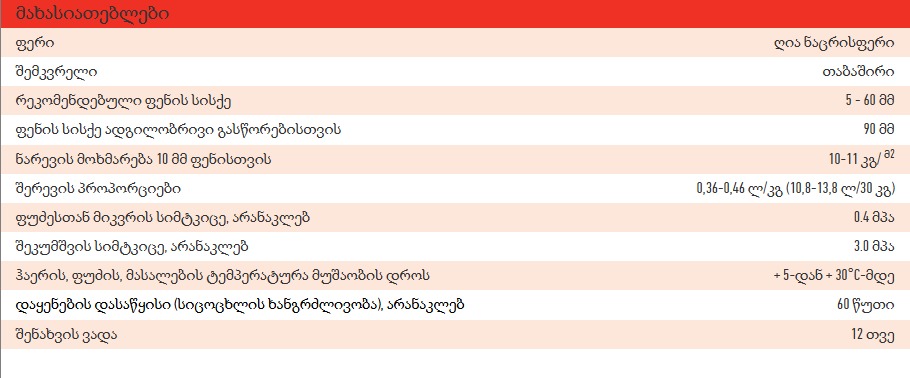 მახასიათებლები
ფერი ღია ნაცრისფერი
შემკვრელი თაბაშირი
რეკომენდებული ფენის სისქე 5 - 60 მმ
ფენის სისქე ადგილობრივი გასწორებისთვის 90 მმ
ნარევის მოხმარება 10 მმ ფენისთვის 10-11 კგ/ მ2
შერევის პროპორციები 0,36-0,46 ლ/კგ (10,8-13,8 ლ/30 კგ)
ფუძესთან მიკვრის სიმტკიცე, არანაკლებ 0.4 მპა
შეკუმშვის სიმტკიცე, არანაკლებ 3.0 მპა
ჰაერის, ფუძის, მასალების ტემპერატურა მუშაობის დროს + 5-დან + 30°C-მდე
დაყენების დასაწყისი (სიცოცხლის ხანგრძლივობა), არანაკლებ 60 წუთი
შენახვის ვადა 12 თვე